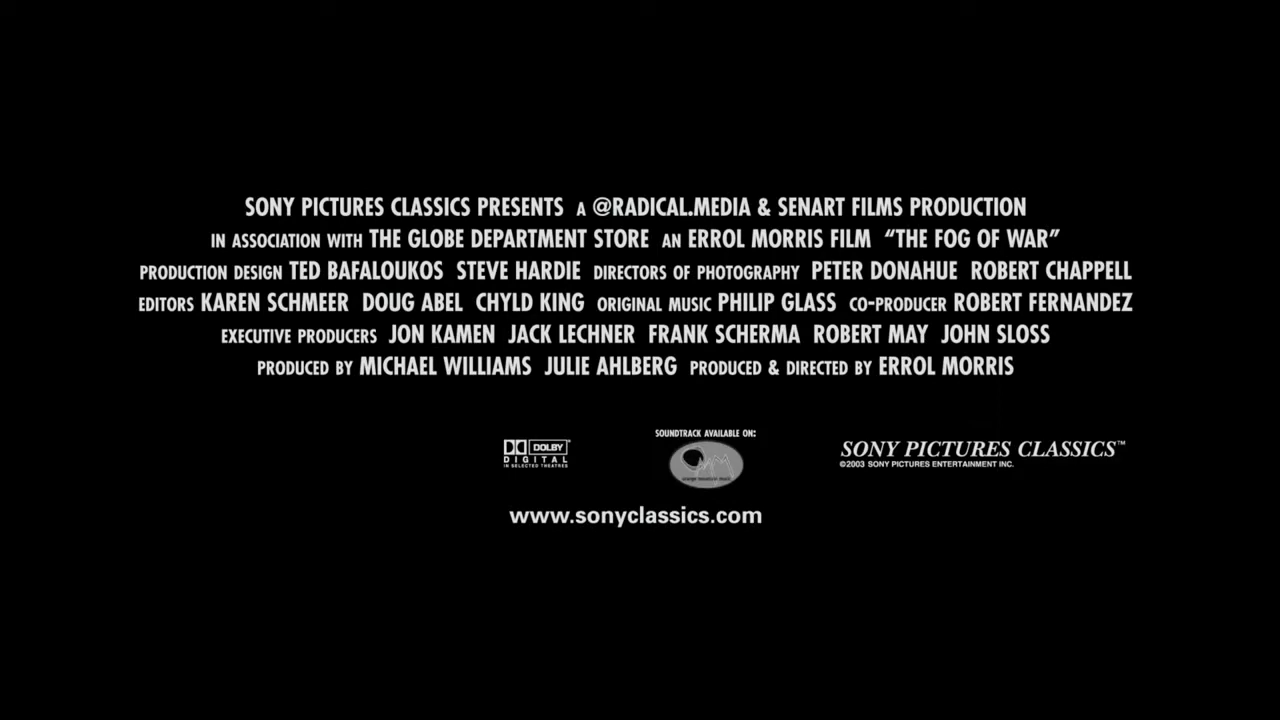 SONY PICTURES CLASSICS PRESENTS A @RADICAL.MEDIA & SENART FILMS PRODUCTION
IN ASSOCIATION WITH THE GLOBE DEPARTMENT STORE AN ERROL MORRIS FILM “THE FOG OF WAR”
PRODUCTION DESIGN TED BAFALOUKOS STEVE HARDIE DIRECTORS OF PHOTOGRAPHY PETER DONAHUE ROBERT CHAPPELL
EDITORS KAREN SCHMEER DOUG ABEL CHYLD KING ORIGINAL MUSIC PHILIP GLASS CO-PRODUCER ROBERT FERNANDEZ
EXECUTIVE PRODUCERS JON KAMEN JACK LECHNER FRANK SCHERMA ROBERT MAY JOHN SLOSS
PRODUCED BY MICHAEL WILLIAMS JULIE AHLBERG PRODUCED & DIRECTED BY ERROL MORRIS
DOLBY
DIGITAL
IN SELECTED THEATRES
SOUNDTRACK AVAILABLE ON:
SONY PICTURES CLASSICS™
©2003 SONY PICTURES ENTERTAINMENT INC.
www.sonyclassics.com